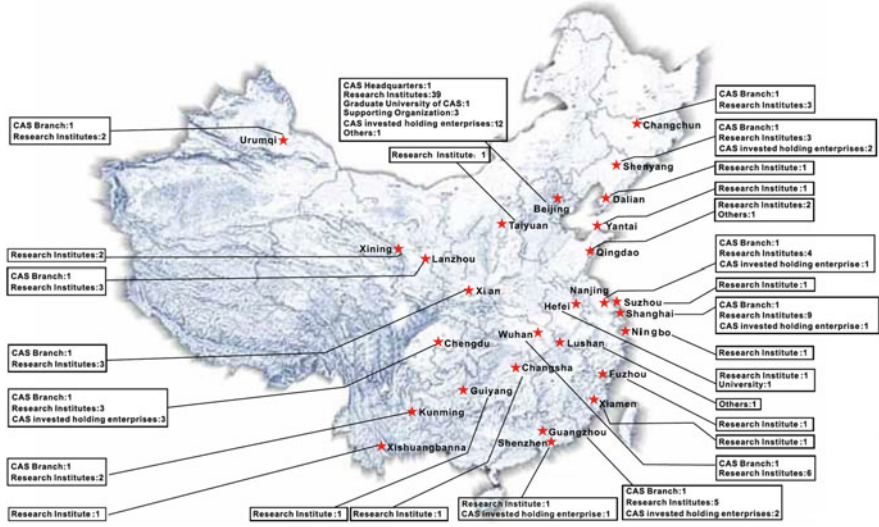 CAS Headquarters:1
Research Institutes:39
Graduate University of CAS:1
Supporting Organization:3
CAS invested holding enterprises:12
Others:1
CAS Branch:1
Research Institutes:3
Changchun
CAS Branch:1
Research Institutes:2
Urumqi
CAS Branch:1
Research Institutes:3
CAS invested holding enterprises:2
Shenyang
Research Institute: 1
Research Institute:1
Dalian
Beijing
Research Institute:1
Yantai
Taiyuan
Research Institutes:2
Others:1
Qingdao
Xining
Research Institutes:2
Lanzhou
CAS Branch:1
Research Institutes:3
CAS Branch:1
Research Institutes:4
CAS invested holding enterprise:1
Xi an
Nanjing
Suzhou
Research Institute:1
Hefei
Shanghai
CAS Branch:1
Research Institutes:9
CAS invested holding enterprise:1
Wuhan
Ningbo
Chengdu
Lushan
Research Institute:1
CAS Branch:1
Research Institutes:3
Changsha
Fuzhou
Research Institute:1
University:1
Guiyang
Xiamen
Others:1
CAS Branch:1
Research Institutes:3
CAS invested holding enterprises:3
Kunming
Research Institute:1
Guangzhou
Shenzhen
Research Institute:1
Xishuangbanna
CAS Branch:1
Research Institutes:2
CAS Branch:1
Research Institutes:6
Research Institute:1
Research Institute:1
Research Institute:1
Research Institute:1
CAS invested holding enterprise:1
CAS Branch:1
Research Institutes:5
CAS invested holding enterprises:2